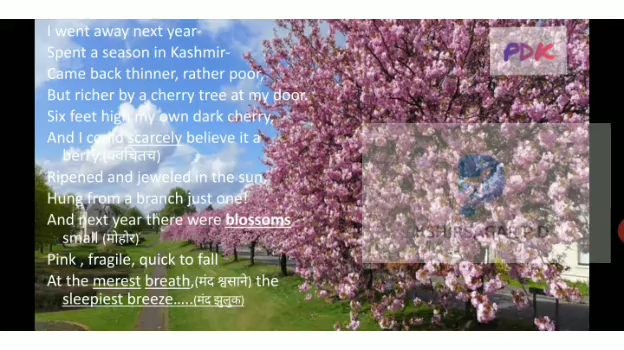 I went away next year-
Spent a season in Kashmir-
Came back thinner, rather poor,
But richer by a cherry tree at my door.
Six feet high my own dark cherry,
And I could scarcely believe it a
berry.(क्वचितच)
Ripened and jeweled in the sun,
Hung from a branch just one!
And next year there were blossoms
small (मोहोर)
Pink , fragile, quick to fall
At the merest breath,(मंद श्वसाने) the
sleepiest breeze.....(मंद झुलुक)
PDK
KSHIRSAGAR P.D